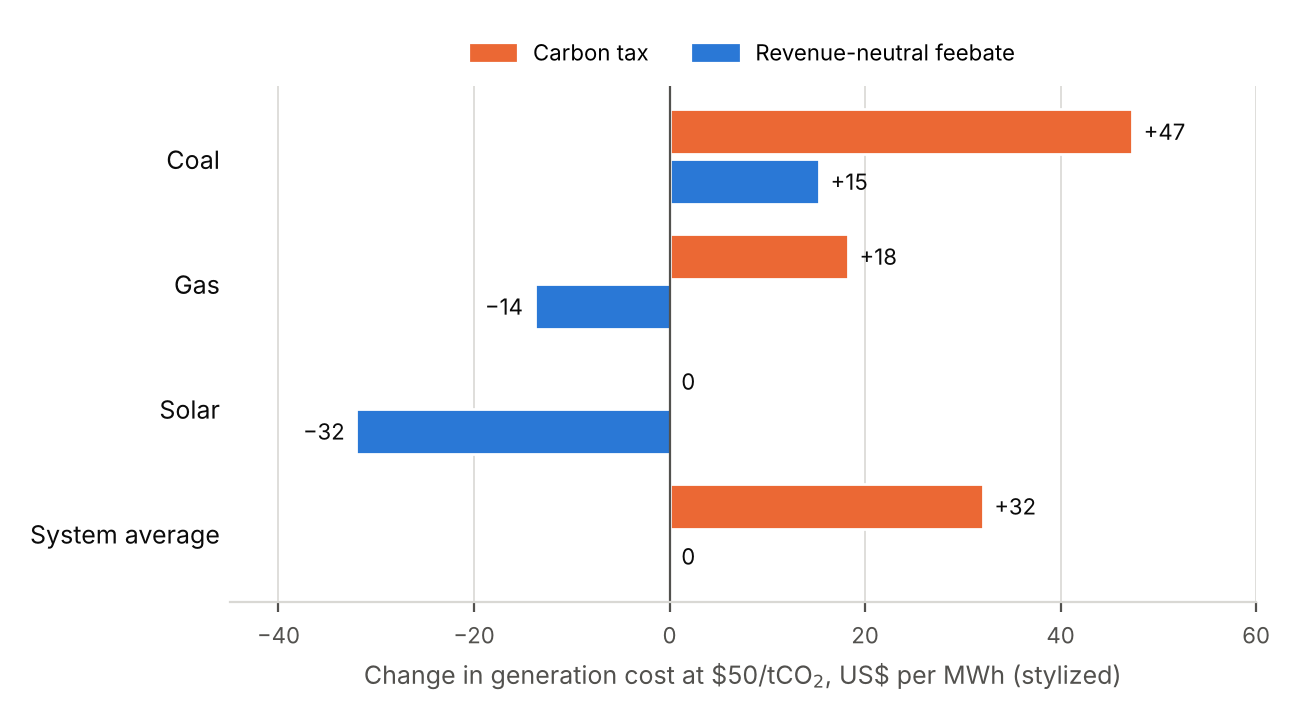 Carbon tax Revenue-neutral feebate
Coal
+47
+15
Gas
+18
−14
Solar
0
−32
System average
+32
0
−40 −20 0 20 40 60
Change in generation cost at $50/tCO₂, US$ per MWh (stylized)